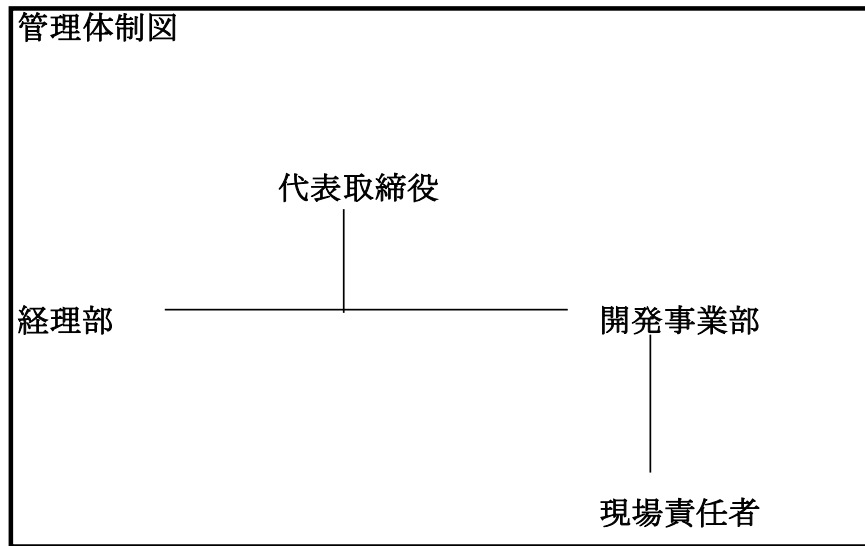 管理体制図
代表取締役
経理部
開発事業部
現場責任者